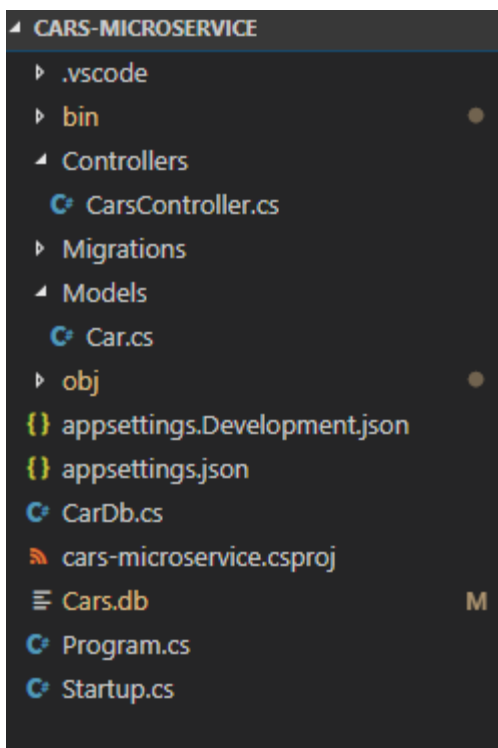 CARS-MICROSERVICE
.vscode
bin
Controllers
C# CarsController.cs
Migrations
Models
C# Car.cs
obj
{} appsettings.Development.json
{} appsettings.json
C# CarDb.cs
cars-microservice.csproj
Cars.db M
C# Program.cs
C# Startup.cs